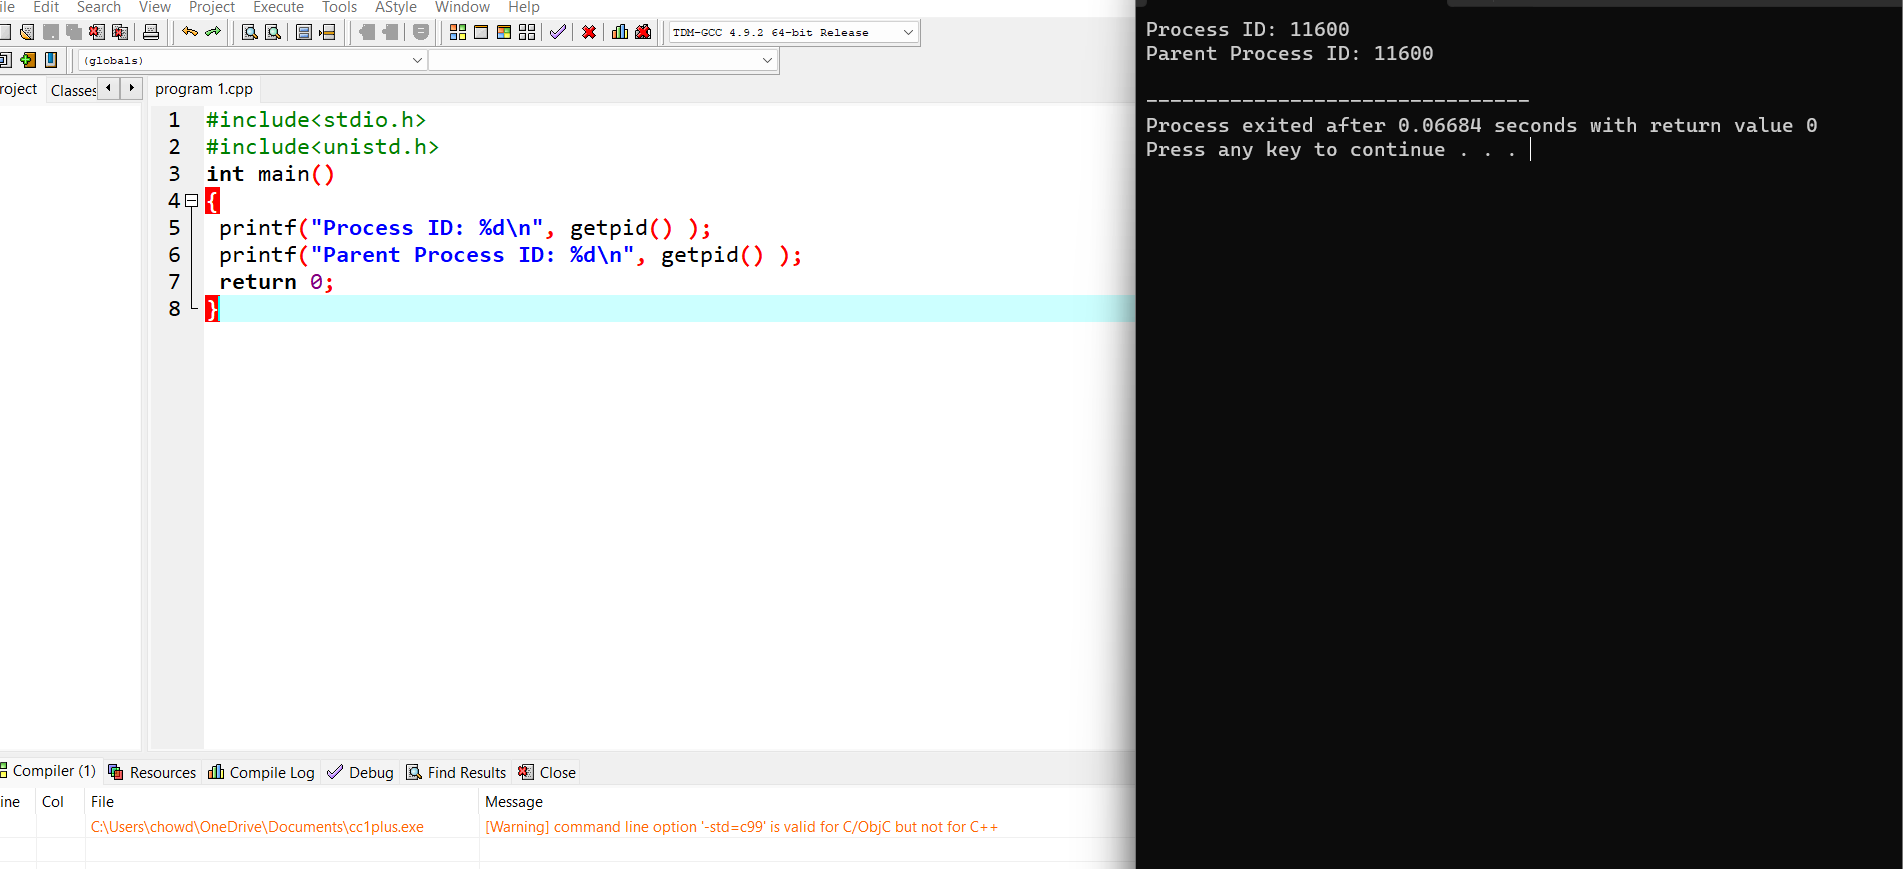 ile Edit Search View Project Execute Tools AStyle Window Help
TDM-GCC 4.9.2 64-bit Release
(globals)
roject Classes program 1.cpp
1 #include<stdio.h>
2 #include<unistd.h>
3 int main()
4 {
5 printf("Process ID: %d\n", getpid() );
6 printf("Parent Process ID: %d\n", getpid() );
7 return 0;
8 }
Compiler (1) Resources Compile Log Debug Find Results Close
ine Col File Message
C:\Users\chowd\OneDrive\Documents\cc1plus.exe [Warning] command line option '-std=c99' is valid for C/ObjC but not for C++
Process ID: 11600
Parent Process ID: 11600
--------------------------------
Process exited after 0.06684 seconds with return value 0
Press any key to continue . . .